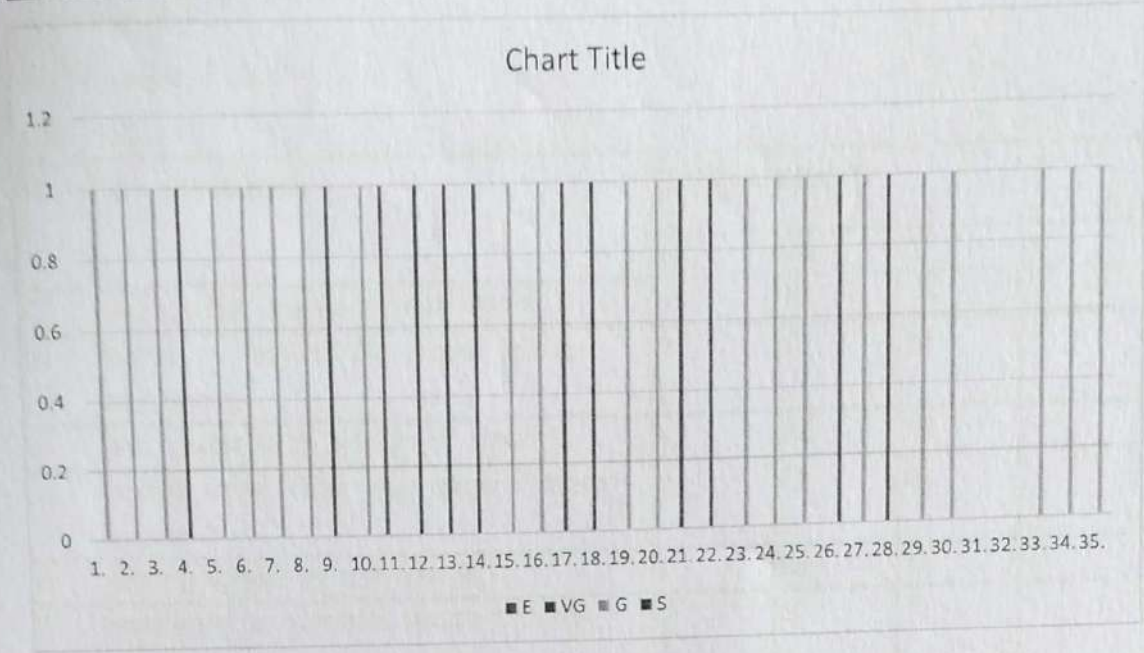 Chart Title
1.2
1
0.8
0.6
0.4
0.2
0
1. 2. 3. 4. 5. 6. 7. 8. 9. 10. 11. 12. 13. 14. 15. 16. 17. 18. 19. 20. 21. 22. 23. 24. 25. 26. 27. 28. 29. 30. 31. 32. 33. 34. 35.
E VG G S